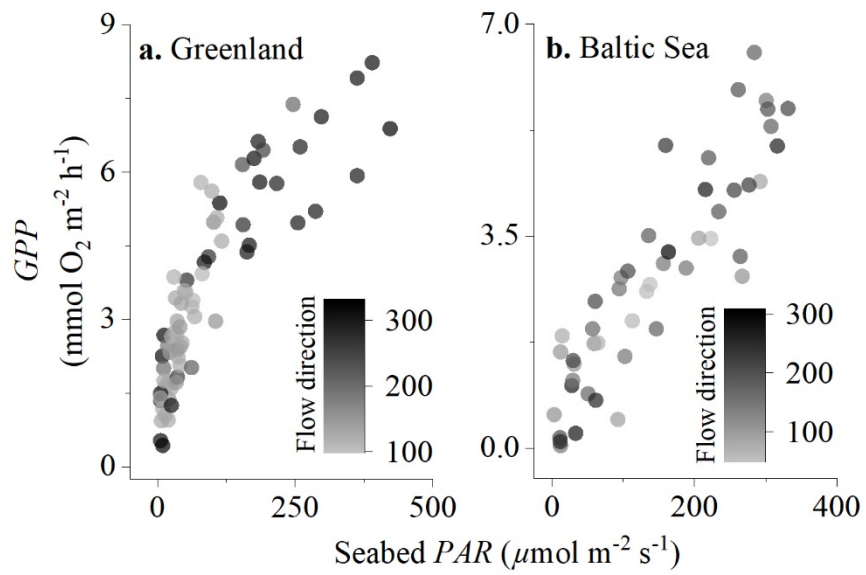 a. Greenland
9
6
3
0
GPP
(mmol O₂ m⁻² h⁻¹)
Flow direction
300
200
100
0
250
500
b. Baltic Sea
7.0
3.5
0.0
Flow direction
300
200
100
0
200
400
Seabed PAR (µmol m⁻² s⁻¹)